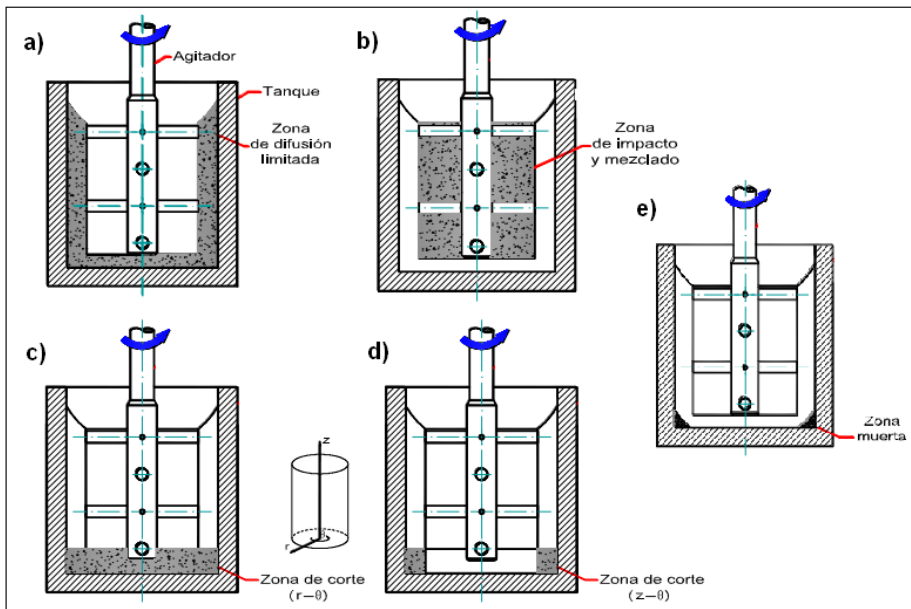 a)
Agitador
Tanque
Zona
de difusión
limitada
b)
Zona
de impacto
y mezclado
e)
Zona
muerta
c)
z
r
θ
Zona de corte
(r–θ)
d)
Zona de corte
(z–θ)